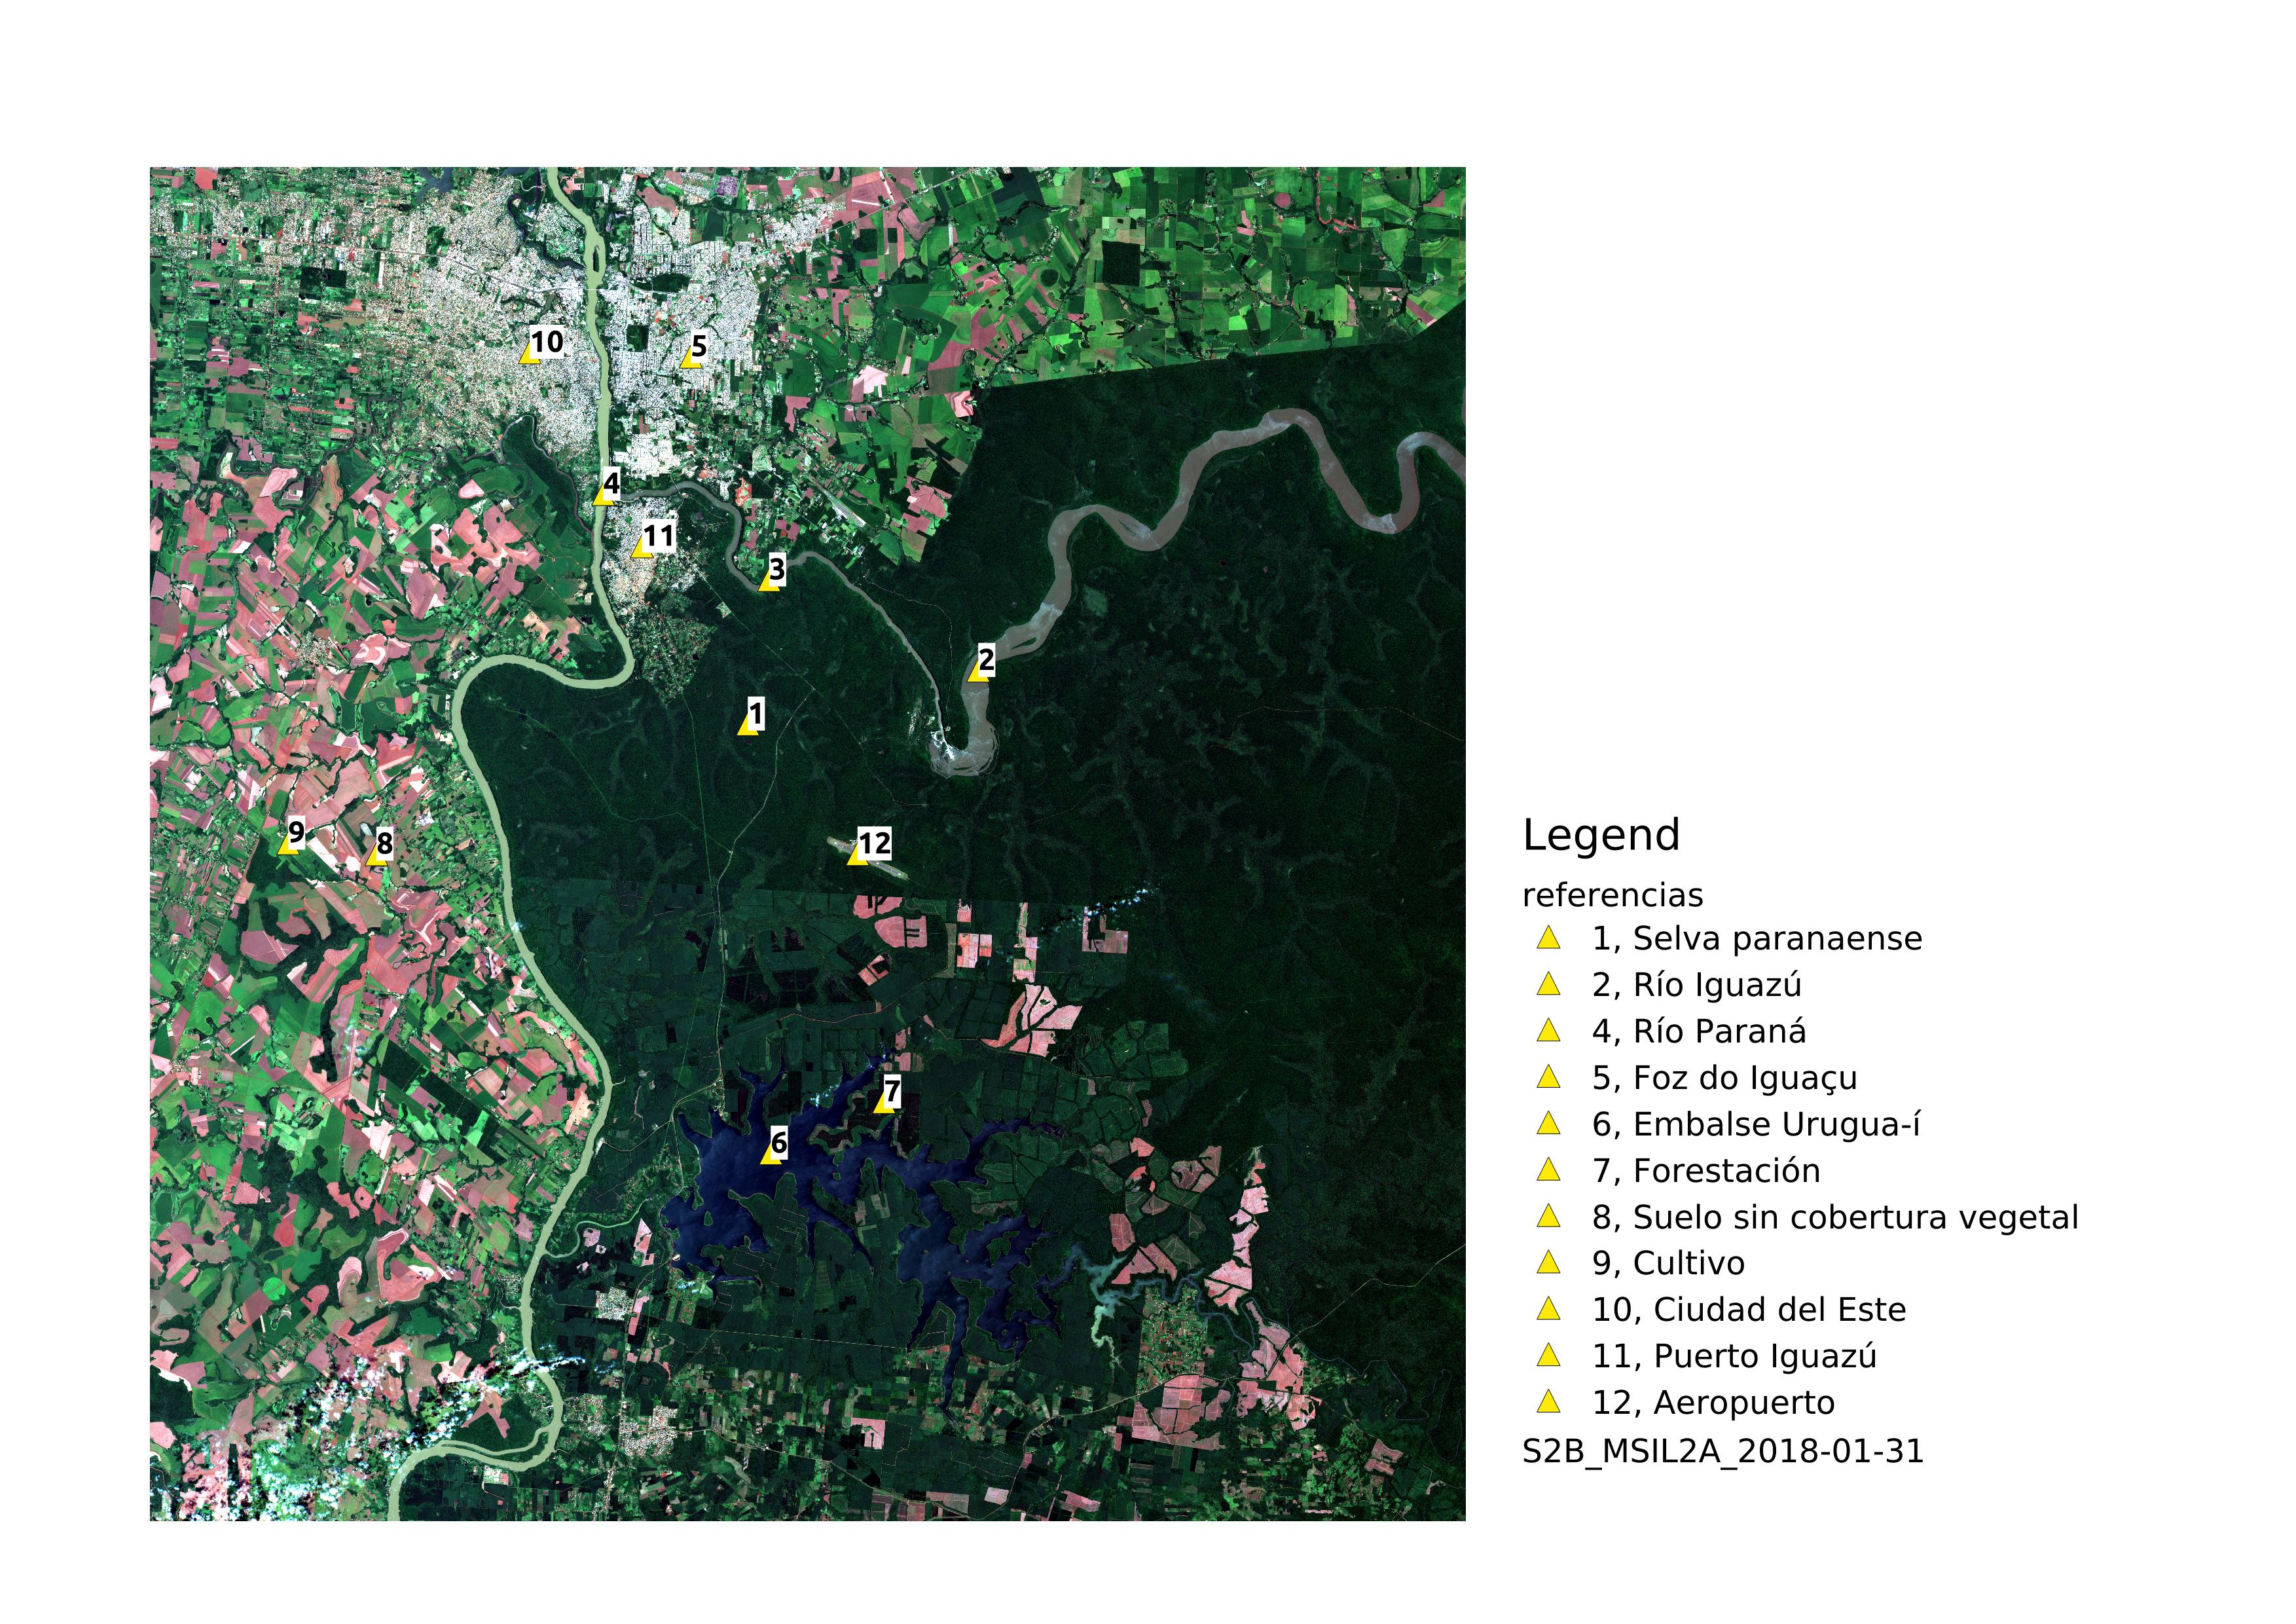 10
5
4
11
3
2
1
9
8
12
7
6
Legend
referencias
1, Selva paranaense
2, Río Iguazú
4, Río Paraná
5, Foz do Iguaçu
6, Embalse Urugua-í
7, Forestación
8, Suelo sin cobertura vegetal
9, Cultivo
10, Ciudad del Este
11, Puerto Iguazú
12, Aeropuerto
S2B_MSIL2A_2018-01-31